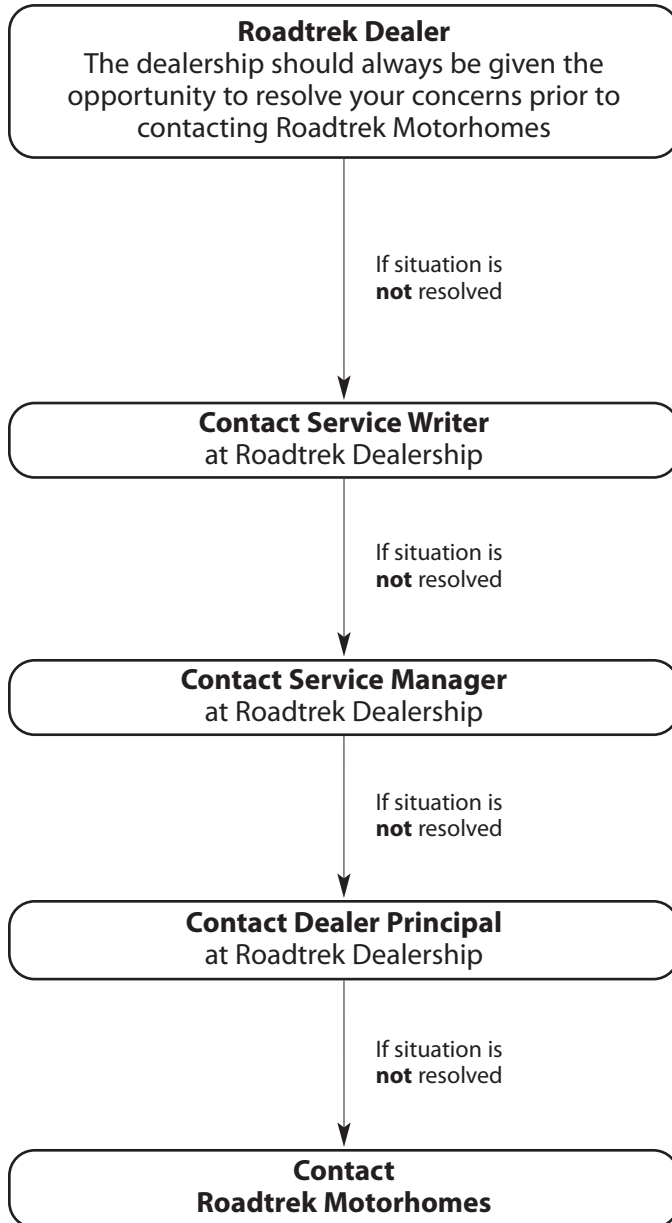 Roadtrek Dealer
The dealership should always be given the
opportunity to resolve your concerns prior to
contacting Roadtrek Motorhomes
If situation is
not resolved
Contact Service Writer
at Roadtrek Dealership
If situation is
not resolved
Contact Service Manager
at Roadtrek Dealership
If situation is
not resolved
Contact Dealer Principal
at Roadtrek Dealership
If situation is
not resolved
Contact
Roadtrek Motorhomes